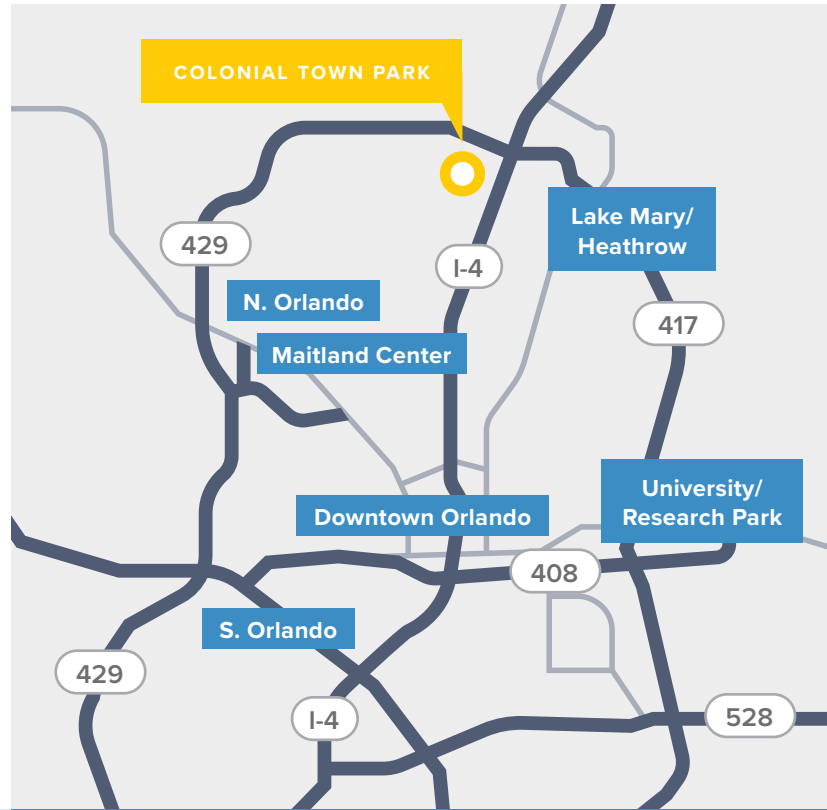 COLONIAL TOWN PARK
Lake Mary/
Heathrow
429
I-4
N. Orlando
417
Maitland Center
University/
Research Park
Downtown Orlando
408
S. Orlando
429
I-4
528